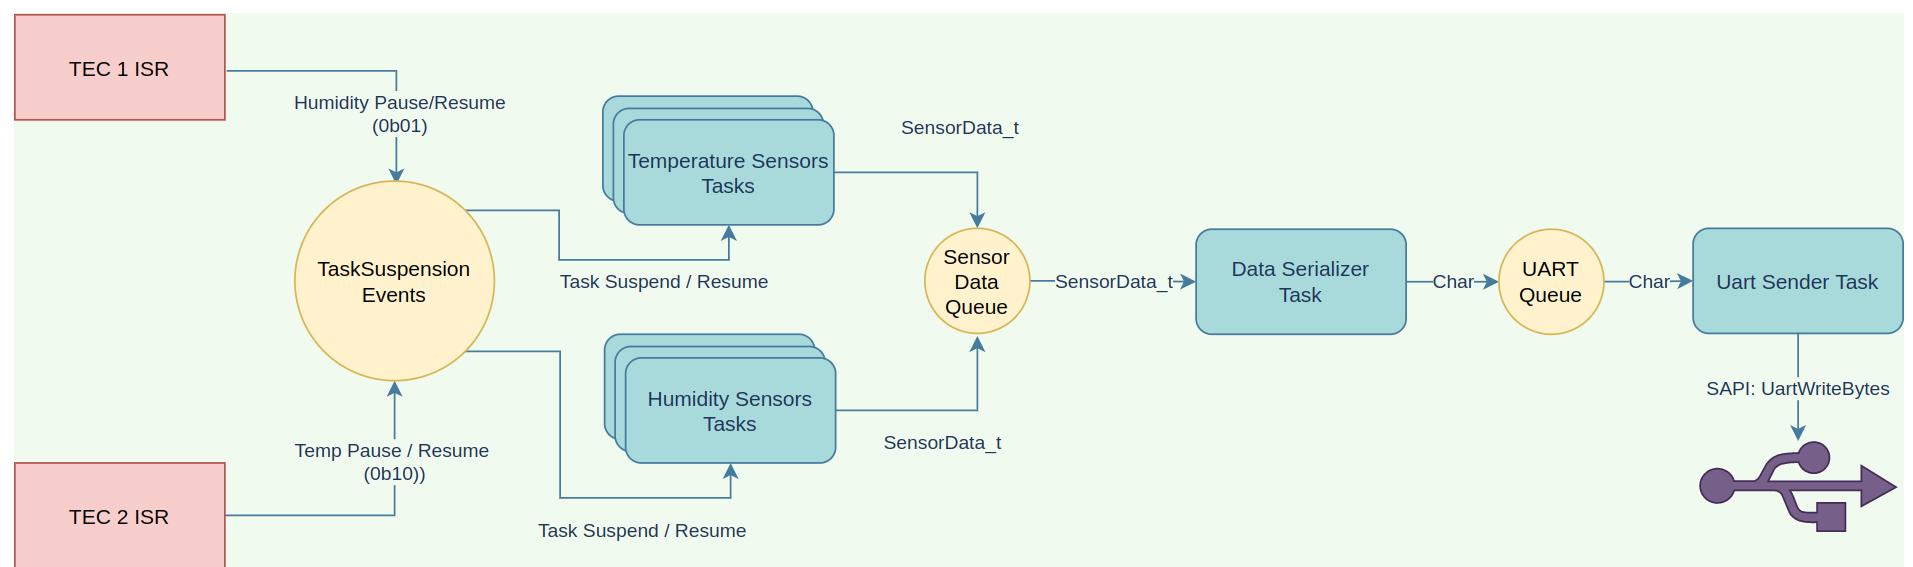 TEC 1 ISR
Humidity Pause/Resume
(0b01)
TaskSuspension
Events
Temp Pause / Resume
(0b10))
TEC 2 ISR
Temperature Sensors
Tasks
Task Suspend / Resume
Humidity Sensors
Tasks
Task Suspend / Resume
SensorData_t
Sensor
Data
Queue
SensorData_t
SensorData_t
Data Serializer
Task
Char
UART
Queue
Char
Uart Sender Task
SAPI: UartWriteBytes